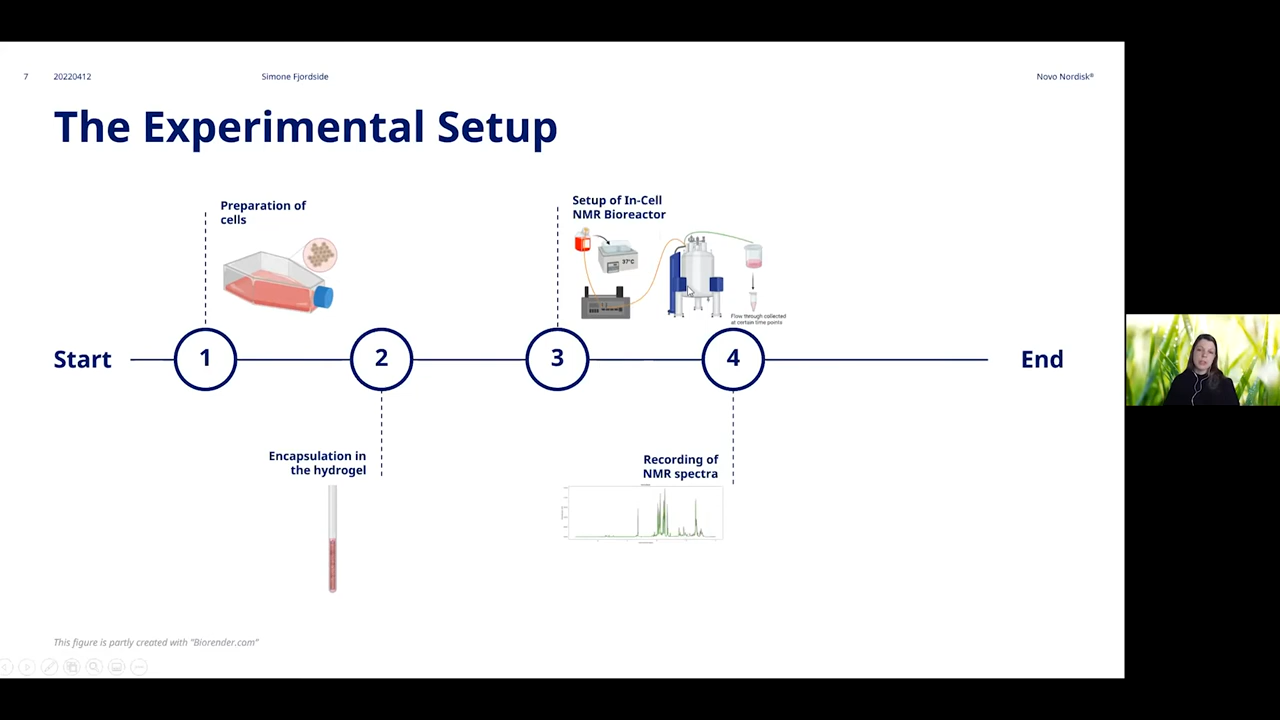 7 20220412 Simone Fjordside Novo Nordisk®
The Experimental Setup
Preparation of
cells
Setup of In-Cell
NMR Bioreactor
37°C
Flow through collected
at certain time points
Start 1 2 3 4 End
Encapsulation in
the hydrogel
Recording of
NMR spectra
This figure is partly created with "Biorender.com"